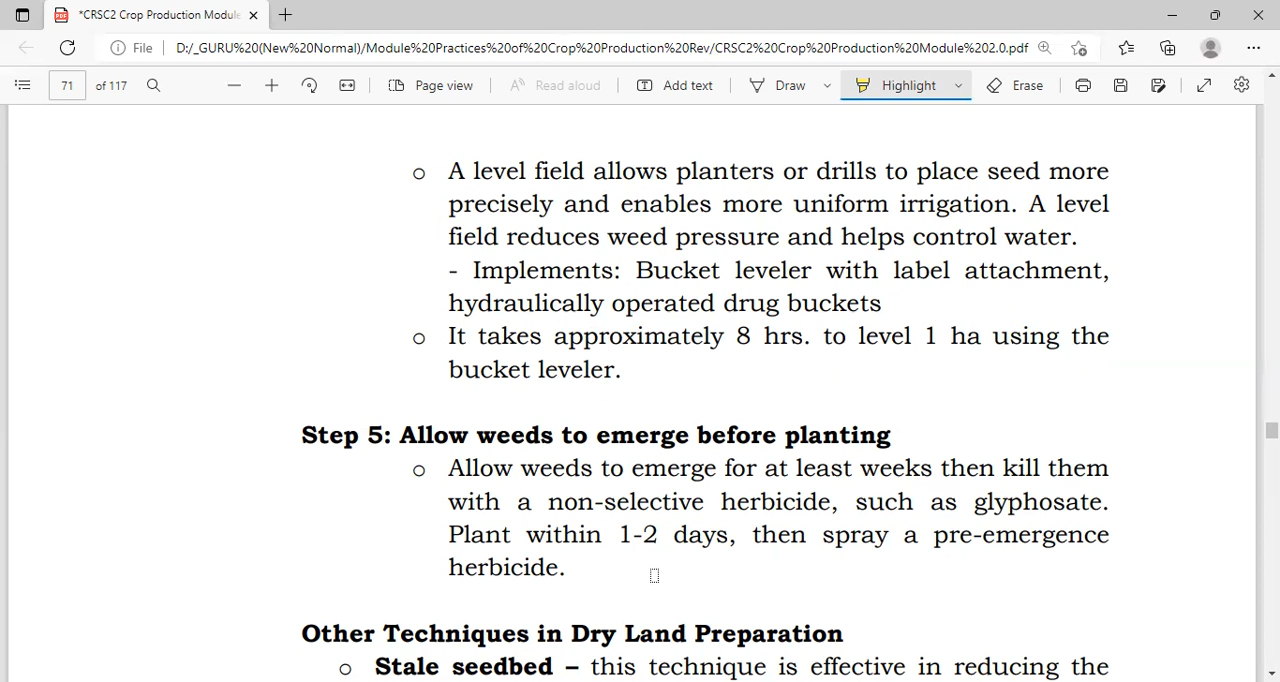 *CRSC2 Crop Production Module
File
D:/_GURU%20(New%20Normal)/Module%20Practices%20of%20Crop%20Production%20Rev/CRSC2%20Crop%20Production%20Module%202.0.pdf
71 of 117
Page view
Read aloud
Add text
Draw
Highlight
Erase
o A level field allows planters or drills to place seed more
precisely and enables more uniform irrigation. A level
field reduces weed pressure and helps control water.
- Implements: Bucket leveler with label attachment,
hydraulically operated drug buckets
o It takes approximately 8 hrs. to level 1 ha using the
bucket leveler.
Step 5: Allow weeds to emerge before planting
o Allow weeds to emerge for at least weeks then kill them
with a non-selective herbicide, such as glyphosate.
Plant within 1-2 days, then spray a pre-emergence
herbicide.
Other Techniques in Dry Land Preparation
o Stale seedbed – this technique is effective in reducing the